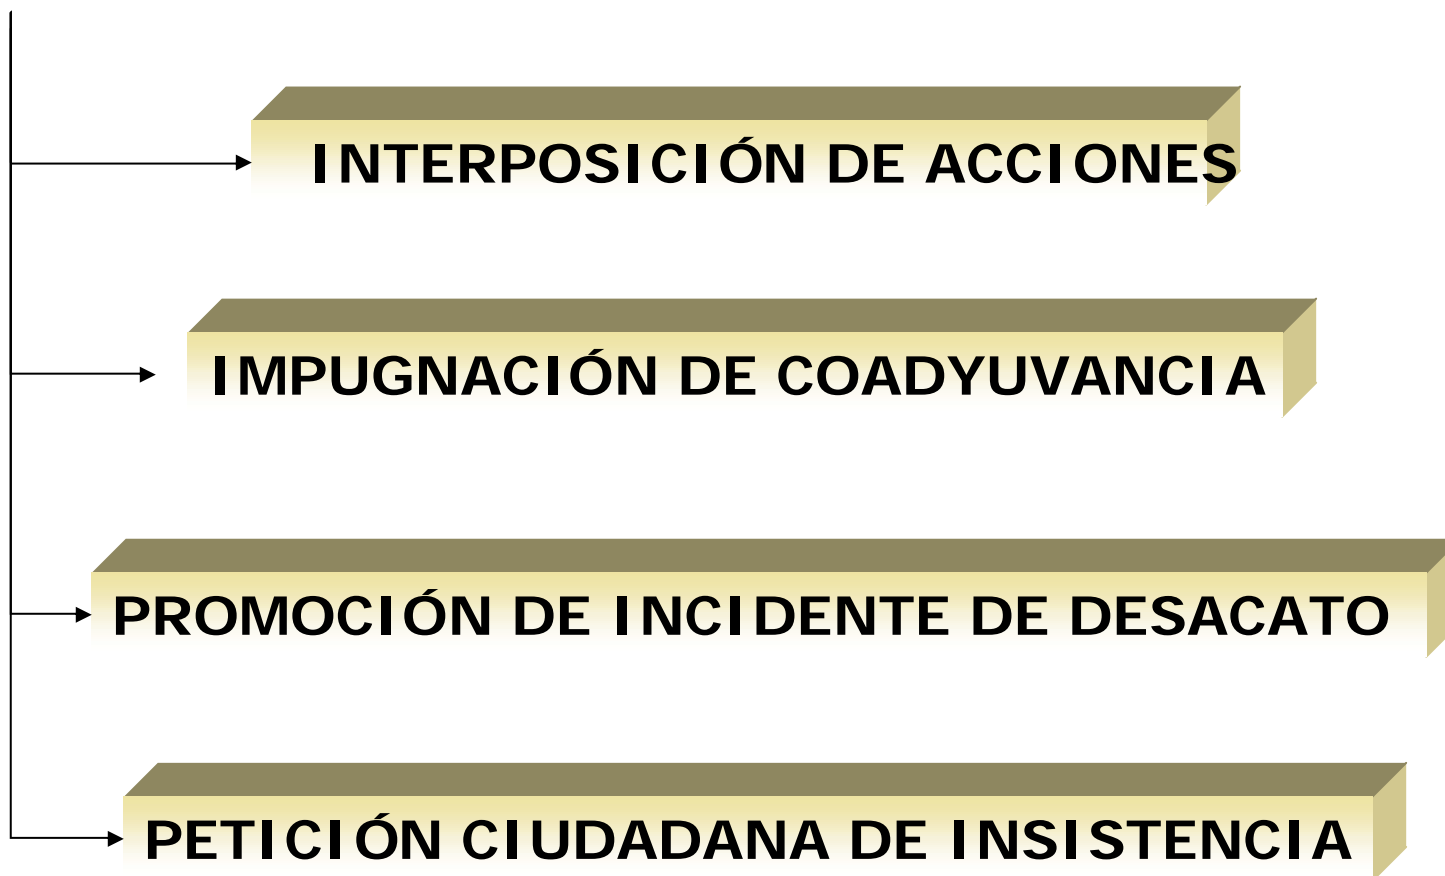 INTERPOSICIÓN DE ACCIONES
IMPUGNACIÓN DE COADYUVANCIA
PROMOCIÓN DE INCIDENTE DE DESACATO
PETICIÓN CIUDADANA DE INSISTENCIA